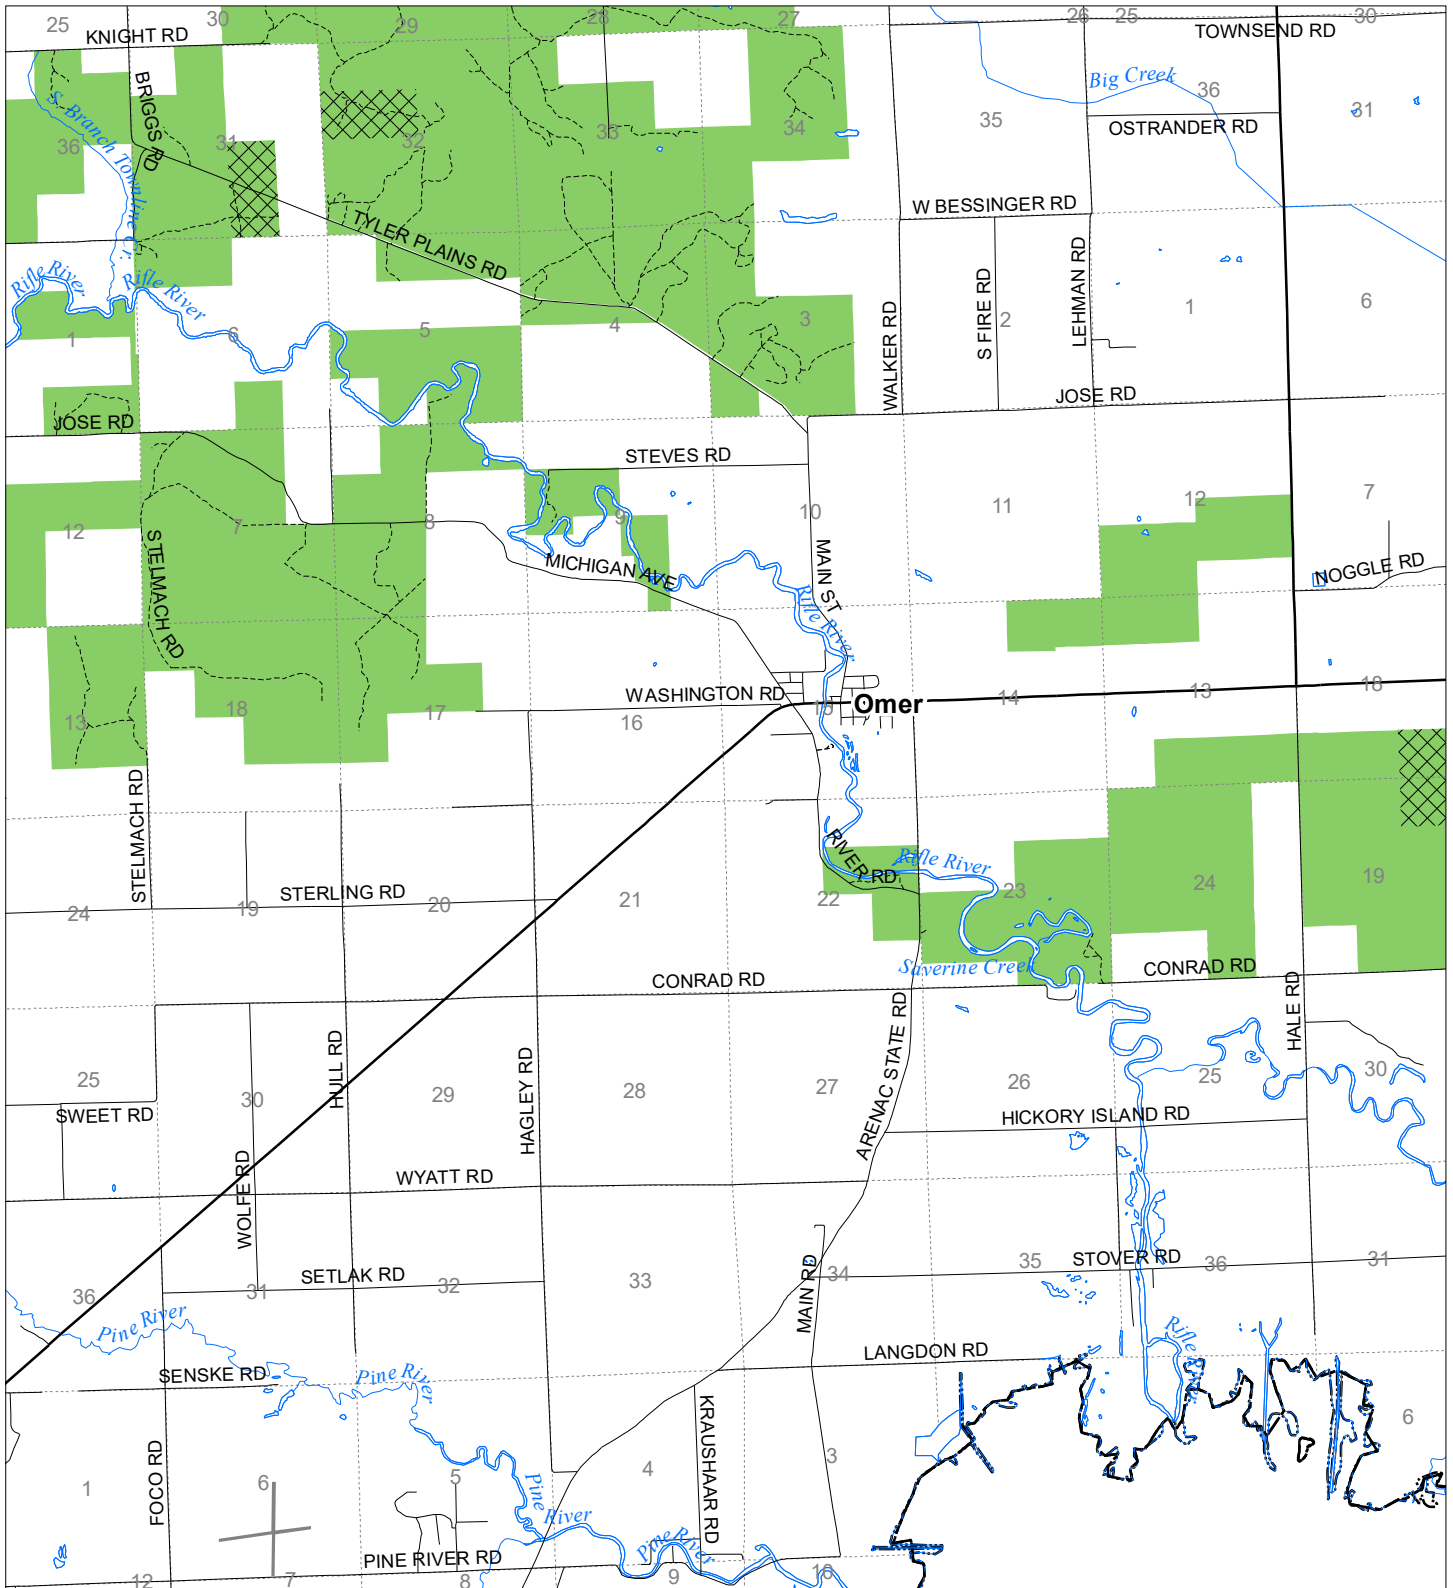 25
30
29
28
27
26
25
30
KNIGHT RD
TOWNSEND RD
BRIGGS RD
S. Branch Townline Cr.
Big Creek
36
31
32
33
34
35
36
31
OSTRANDER RD
W BESSINGER RD
TYLER PLAINS RD
Rifle River
Rifle River
WALKER RD
S FIRE RD
LEHMAN RD
1
6
5
4
3
2
1
6
JOSE RD
JOSE RD
STEVES RD
12
7
8
9
10
11
12
7
STELMACH RD
MICHIGAN AVE
MAIN ST
Rifle River
NOGGLE RD
WASHINGTON RD
Omer
13
18
17
16
15
14
13
18
STELMACH RD
RIVER RD
Rifle River
STERLING RD
24
19
20
21
22
23
24
19
Saverine Creek
CONRAD RD
CONRAD RD
HULL RD
HAGLEY RD
ARENAC STATE RD
HALE RD
25
30
29
28
27
26
25
30
SWEET RD
HICKORY ISLAND RD
WOLFE RD
WYATT RD
SETLAK RD
STOVER RD
36
31
32
33
34
35
36
31
MAIN RD
Pine River
Rifle River
LANGDON RD
SENSKE RD
Pine River
KRAUSHAAR RD
FOCO RD
1
6
5
4
3
6
Pine River
Pine River
PINE RIVER RD
12
7
8
9
10